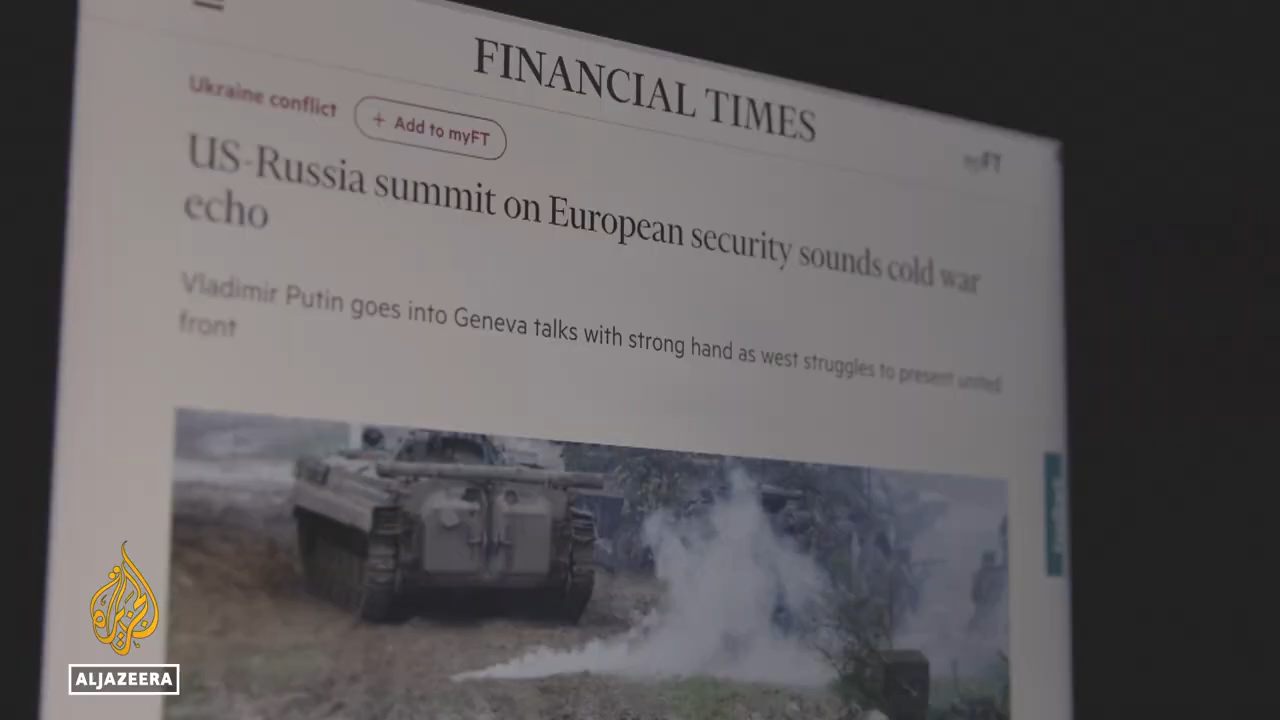 FINANCIAL TIMES
myFT
Ukraine conflict
+ Add to myFT
US-Russia summit on European security sounds cold war
echo
Vladimir Putin goes into Geneva talks with strong hand as west struggles to present united
front
الجزيرة
ALJAZEERA